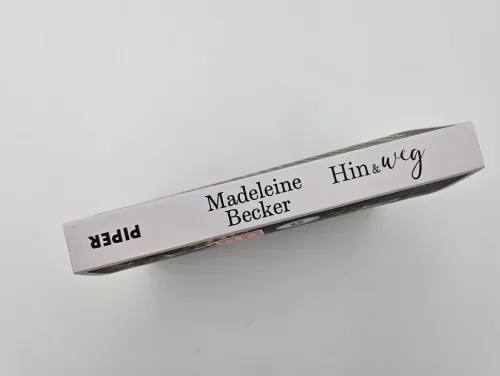 Madeleine
Becker
Hin & weg
PIPER